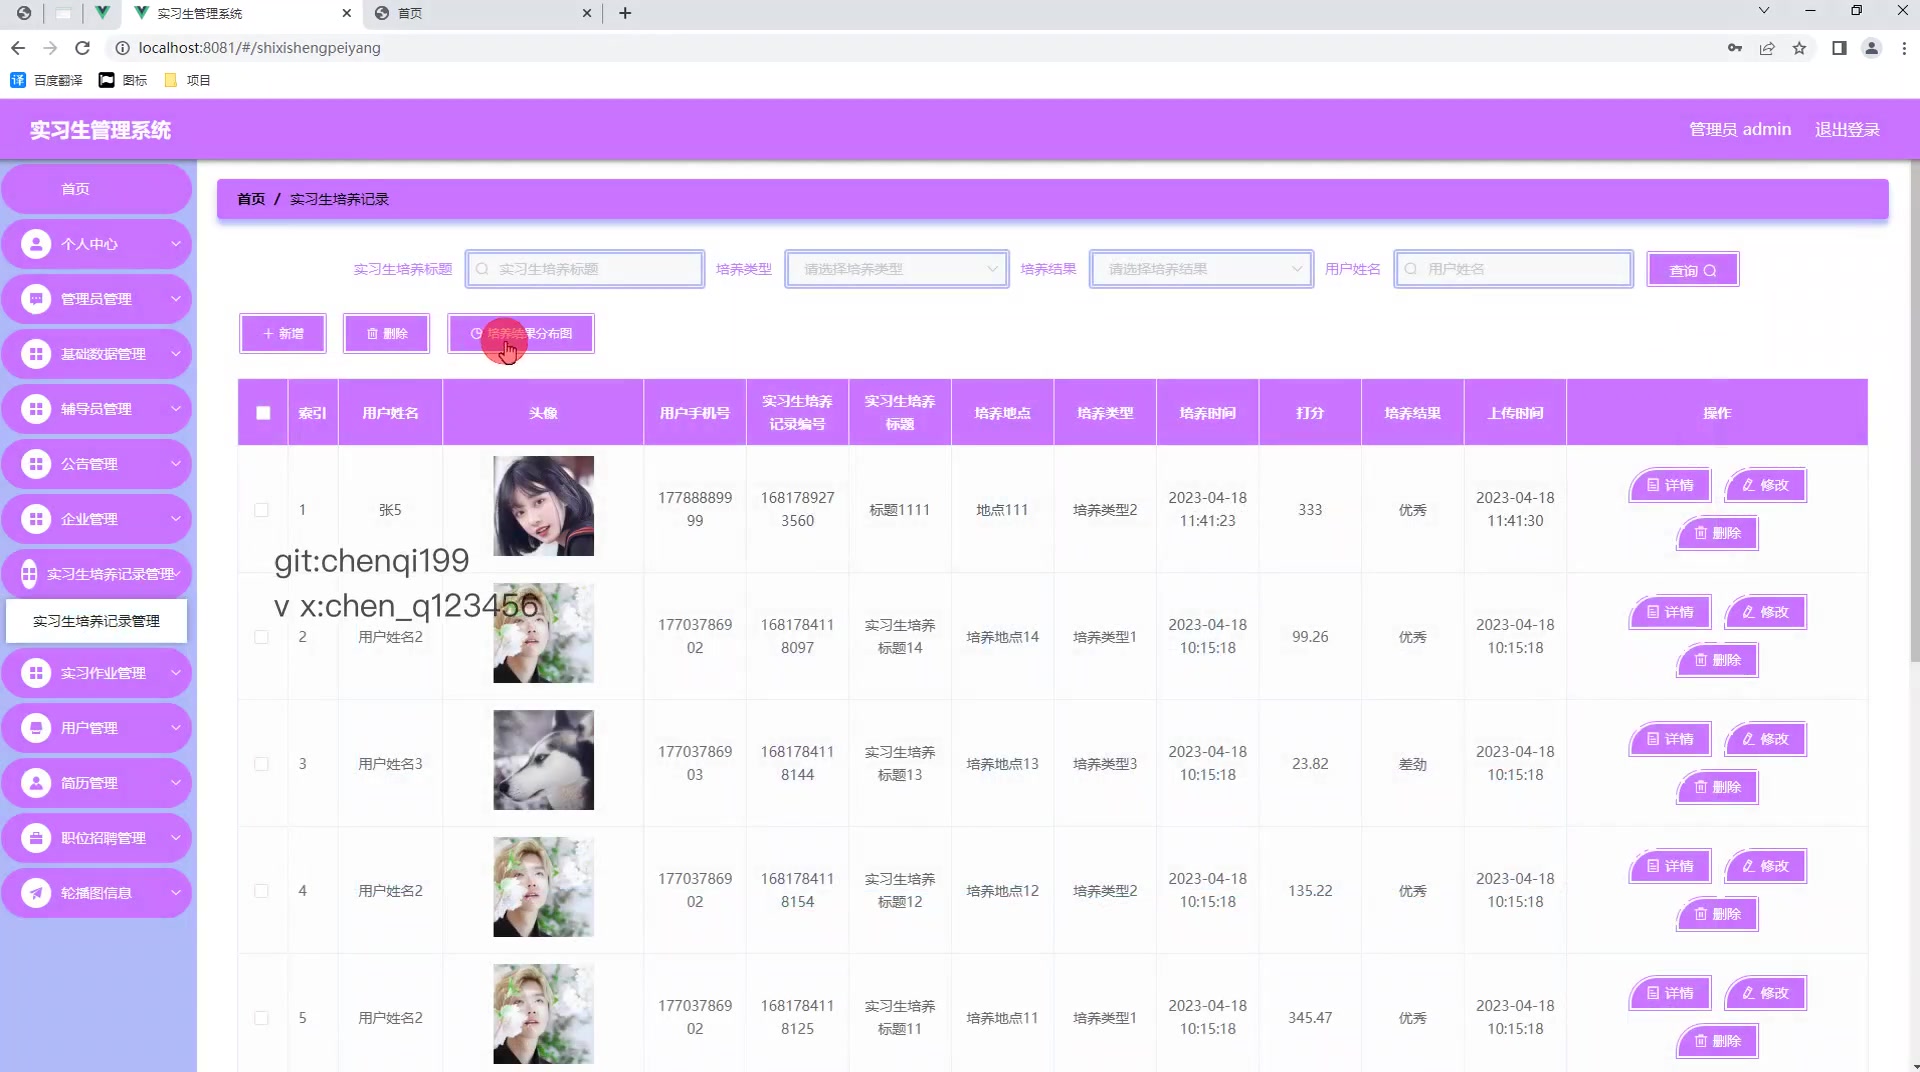 实习生管理系统
首页
localhost:8081/#/shixishengpeiyang
百度翻译
图标
项目
实习生管理系统
管理员 admin
退出登录
首页
个人中心
管理员管理
基础数据管理
辅导员管理
公告管理
企业管理
实习生培养记录管理
实习生培养记录管理
实习作业管理
用户管理
简历管理
职位招聘管理
轮播图信息
首页 / 实习生培养记录
实习生培养标题 实习生培养标题 培养类型 请选择培养类型 培养结果 请选择培养结果 用户姓名 用户姓名 查询
新增 删除 培养结果分布图
索引 用户姓名 头像 用户手机号 实习生培养记录编号 实习生培养标题 培养地点 培养类型 培养时间 打分 培养结果 上传时间 操作
1 张5 17788889999 1681789273560 标题1111 地点111 培养类型2 2023-04-18 11:41:23 333 优秀 2023-04-18 11:41:30 详情 修改 删除
git:chenqi199
v x:chen_q123456
2 用户姓名2 17703786902 1681784118097 实习生培养标题14 培养地点14 培养类型1 2023-04-18 10:15:18 99.26 优秀 2023-04-18 10:15:18 详情 修改 删除
3 用户姓名3 17703786903 1681784118144 实习生培养标题13 培养地点13 培养类型3 2023-04-18 10:15:18 23.82 差劲 2023-04-18 10:15:18 详情 修改 删除
4 用户姓名2 17703786902 1681784118154 实习生培养标题12 培养地点12 培养类型2 2023-04-18 10:15:18 135.22 优秀 2023-04-18 10:15:18 详情 修改 删除
5 用户姓名2 17703786902 1681784118125 实习生培养标题11 培养地点11 培养类型1 2023-04-18 10:15:18 345.47 优秀 2023-04-18 10:15:18 详情 修改 删除